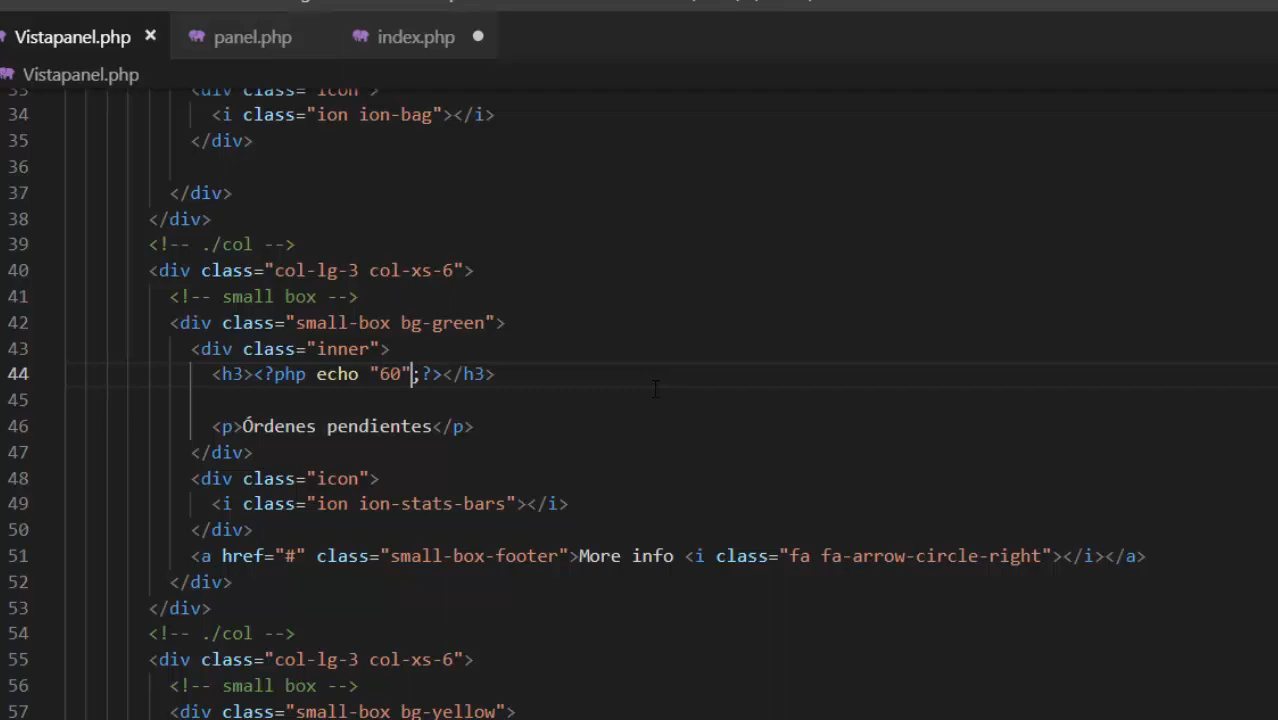 Vistapanel.php × panel.php index.php ●
Vistapanel.php
33 <div class="icon">
34 <i class="ion ion-bag"></i>
35 </div>
36
37 </div>
38 </div>
39 <!-- ./col -->
40 <div class="col-lg-3 col-xs-6">
41 <!-- small box -->
42 <div class="small-box bg-green">
43 <div class="inner">
44 <h3><?php echo "60";?></h3>
45
46 <p>Órdenes pendientes</p>
47 </div>
48 <div class="icon">
49 <i class="ion ion-stats-bars"></i>
50 </div>
51 <a href="#" class="small-box-footer">More info <i class="fa fa-arrow-circle-right"></i></a>
52 </div>
53 </div>
54 <!-- ./col -->
55 <div class="col-lg-3 col-xs-6">
56 <!-- small box -->
57 <div class="small-box bg-yellow">